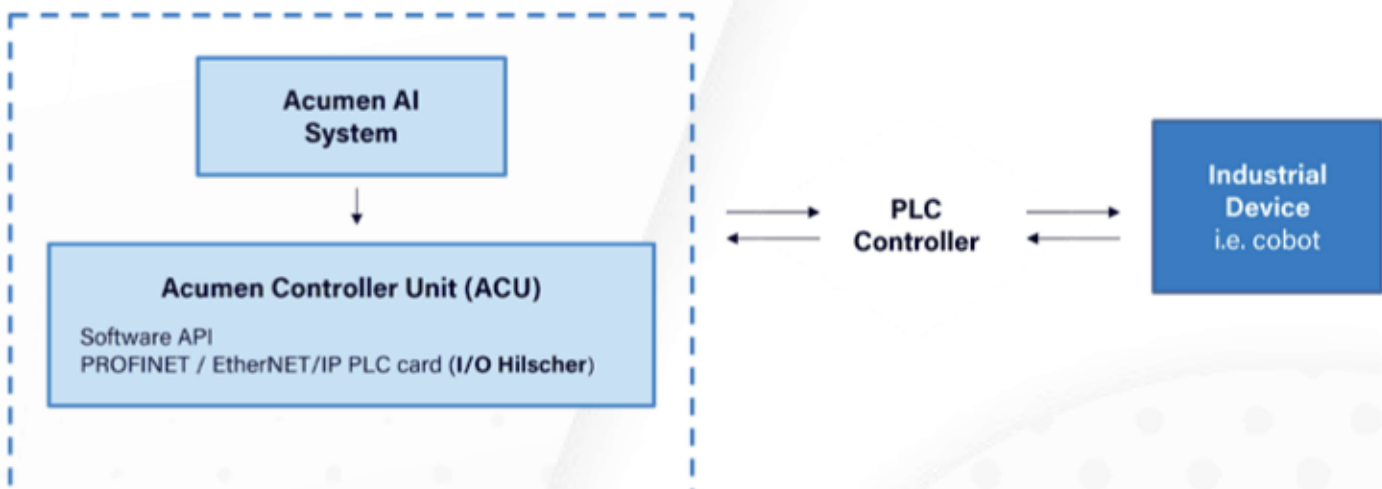 Acumen AI
System
Acumen Controller Unit (ACU)
Software API
PROFINET / EtherNET/IP PLC card (I/O Hilscher)
PLC
Controller
Industrial
Device
i.e. cobot